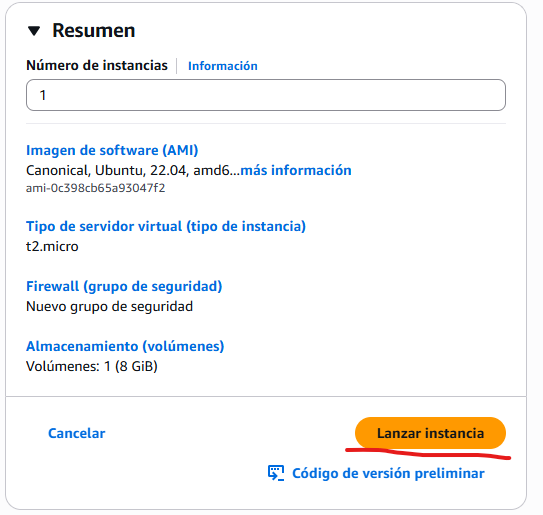 Resumen
Número de instancias Información
1
Imagen de software (AMI)
Canonical, Ubuntu, 22.04, amd6...más información
ami-0c398cb65a93047f2
Tipo de servidor virtual (tipo de instancia)
t2.micro
Firewall (grupo de seguridad)
Nuevo grupo de seguridad
Almacenamiento (volúmenes)
Volúmenes: 1 (8 GiB)
Cancelar Lanzar instancia
Código de versión preliminar